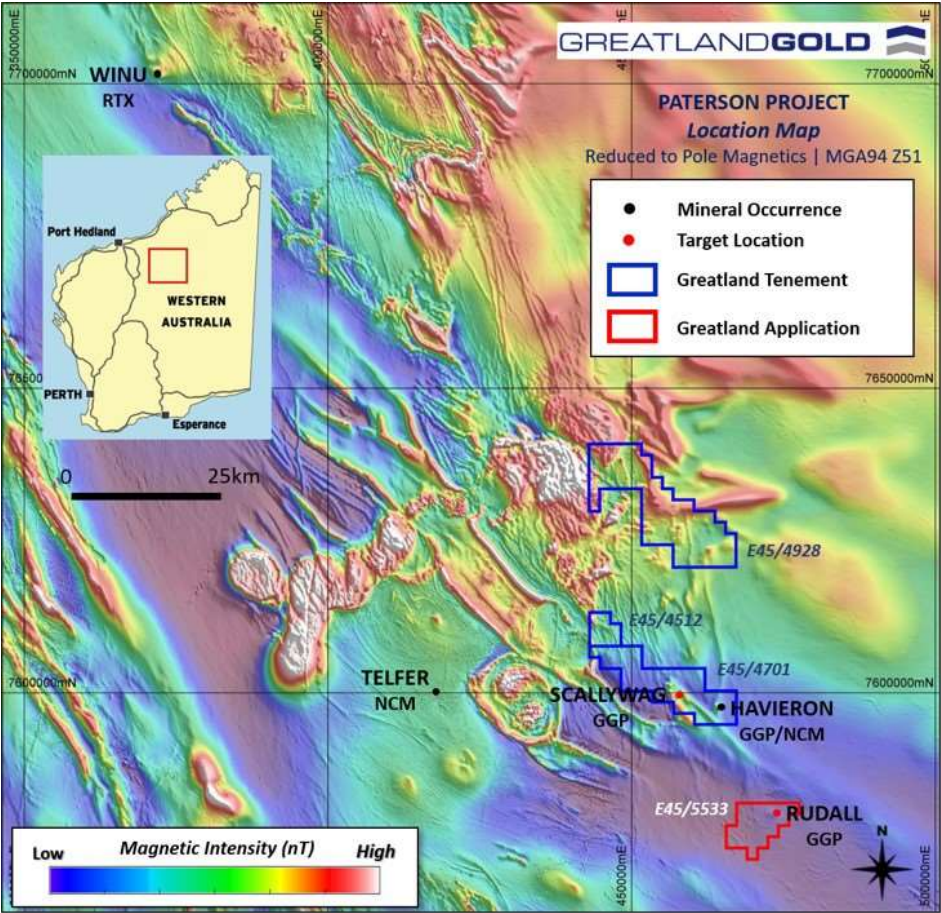 350000mE
400000mE
GREATLANDGOLD
7700000mN
7700000mN
WINU
RTX
PATERSON PROJECT
Location Map
Reduced to Pole Magnetics | MGA94 Z51
Mineral Occurrence
Target Location
Greatland Tenement
Greatland Application
Port Hedland
WESTERN
AUSTRALIA
PERTH
Esperance
76500
7650000mN
0
25km
E45/4928
E45/4512
E45/4701
TELFER
NCM
SCALLYWAG
GGP
7600000mN
HAVIERON
GGP/NCM
E45/5533
RUDALL
GGP
N
Low
Magnetic Intensity (nT)
High
450000mE
500000mE